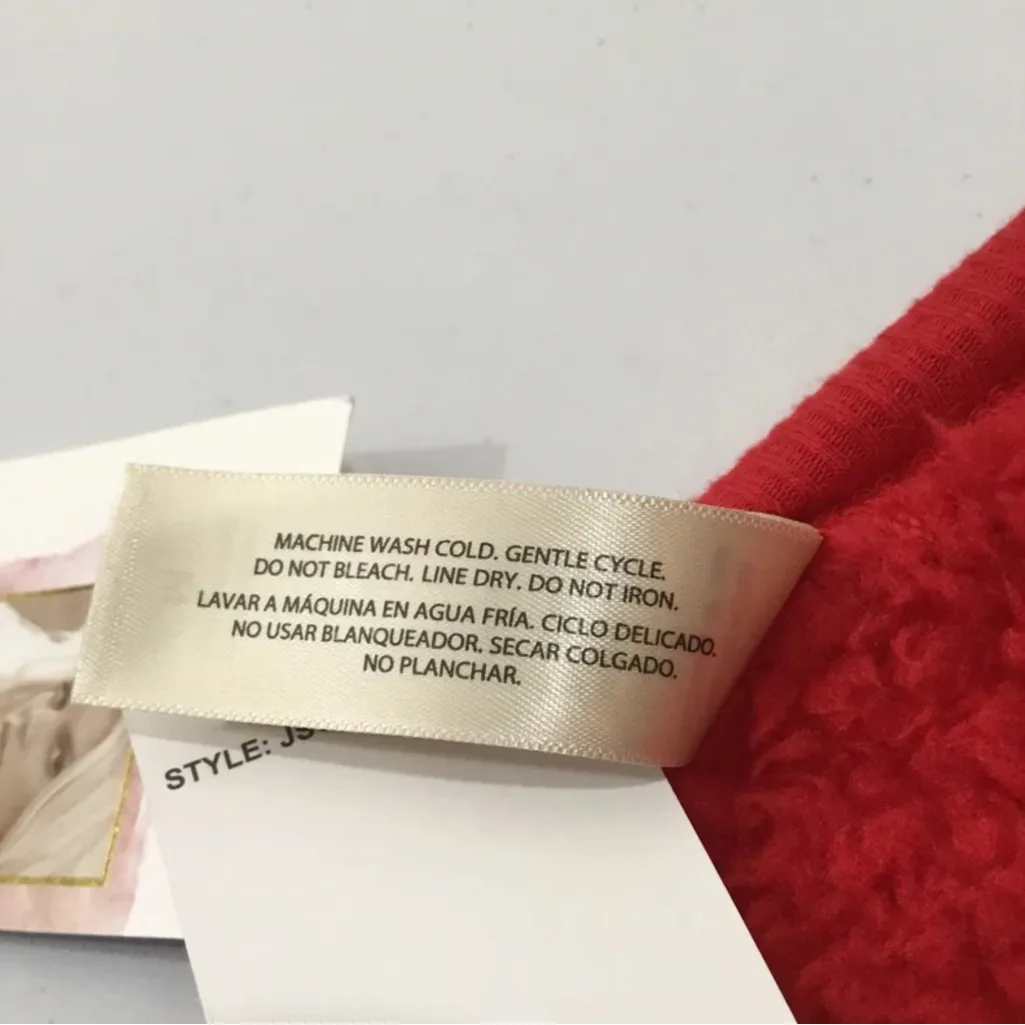 MACHINE WASH COLD. GENTLE CYCLE.
DO NOT BLEACH. LINE DRY. DO NOT IRON.
LAVAR A MÁQUINA EN AGUA FRÍA. CICLO DELICADO.
NO USAR BLANQUEADOR. SECAR COLGADO.
NO PLANCHAR.
STYLE: